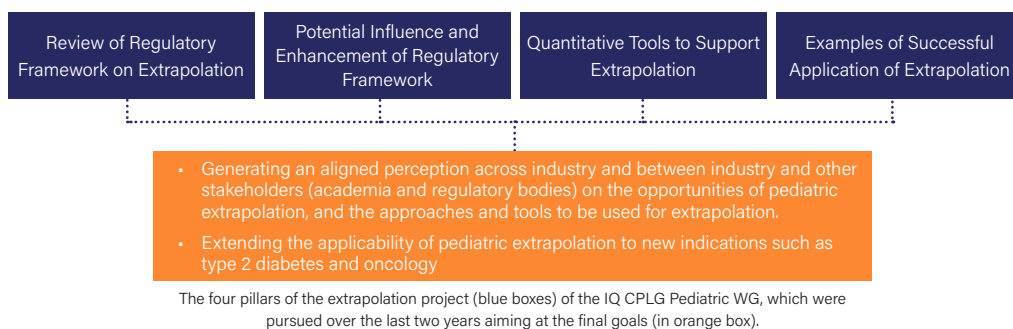 Review of Regulatory
Framework on Extrapolation
Potential Influence and
Enhancement of Regulatory
Framework
Quantitative Tools to Support
Extrapolation
Examples of Successful
Application of Extrapolation
▪ Generating an aligned perception across industry and between industry and other
stakeholders (academia and regulatory bodies) on the opportunities of pediatric
extrapolation, and the approaches and tools to be used for extrapolation.
▪ Extending the applicability of pediatric extrapolation to new indications such as
type 2 diabetes and oncology
The four pillars of the extrapolation project (blue boxes) of the IQ CPLG Pediatric WG, which were
pursued over the last two years aiming at the final goals (in orange box).